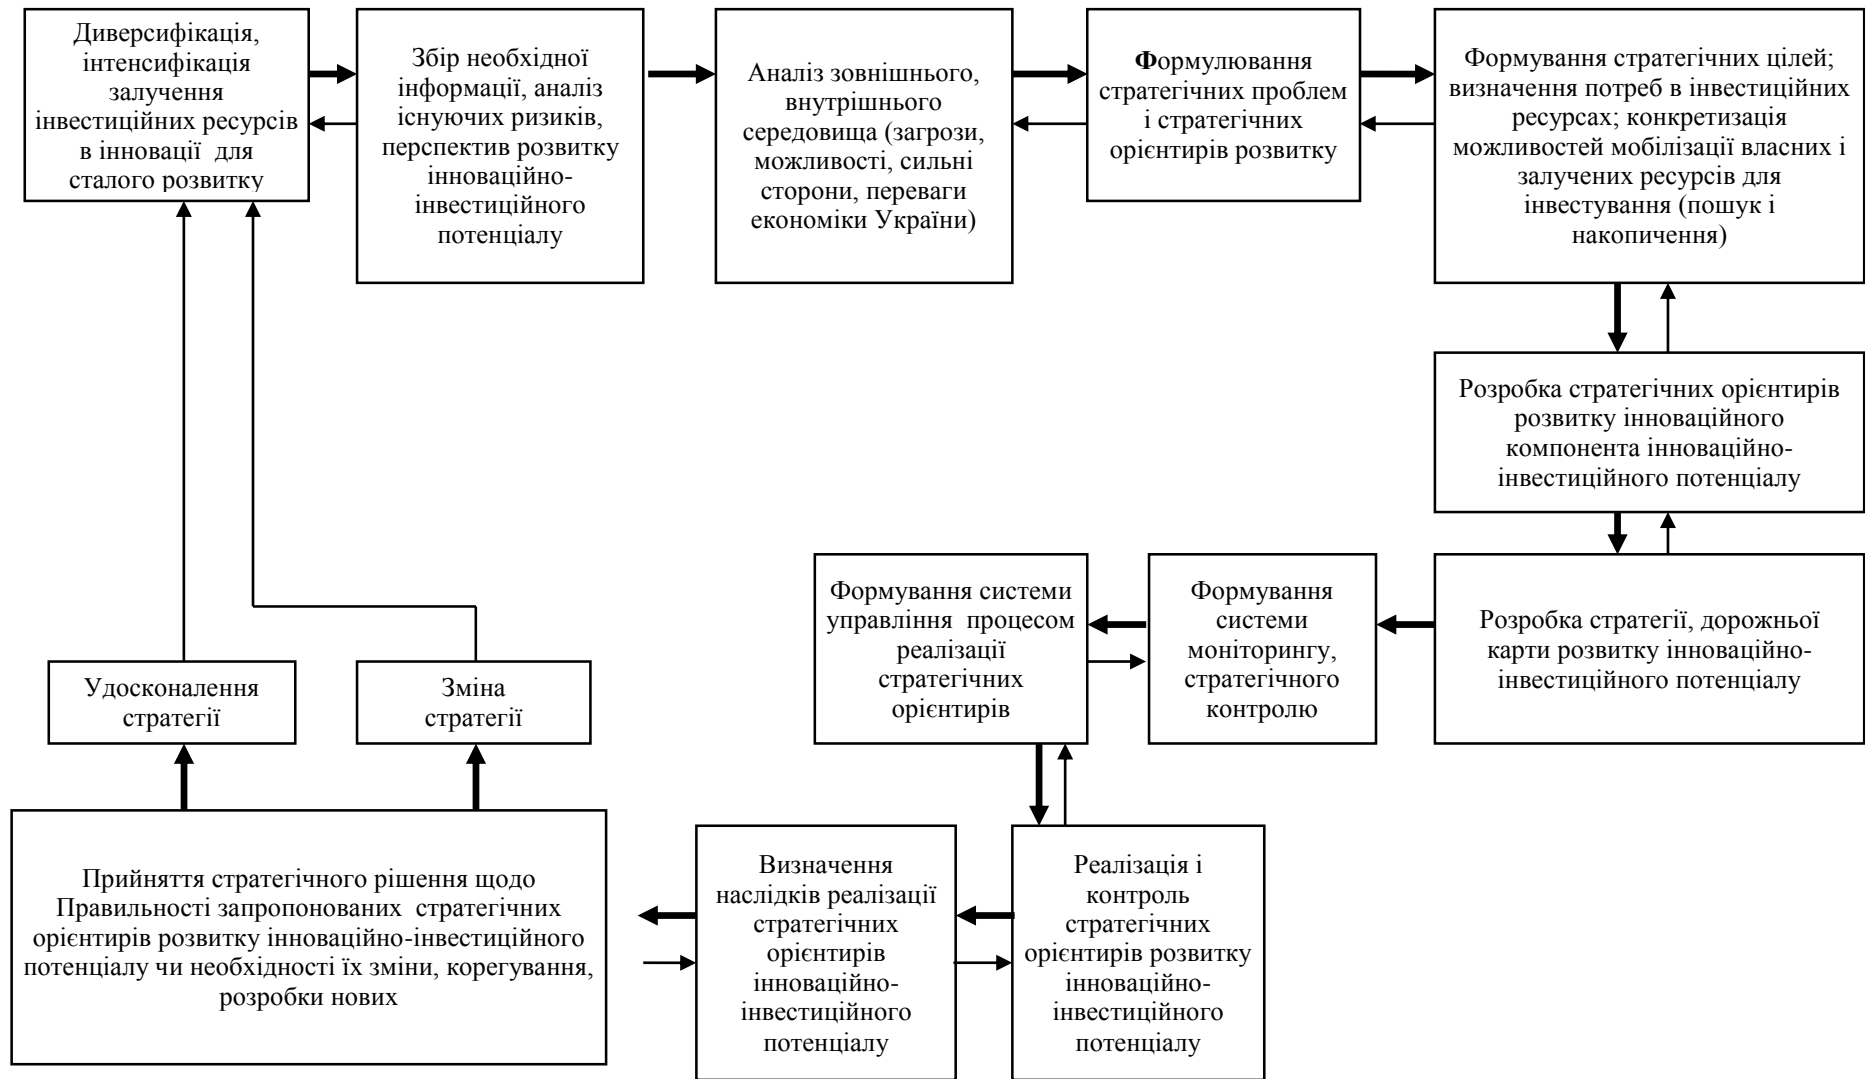 Диверсифікація,
інтенсифікація
залучення
інвестиційних ресурсів
в інновації для
сталого розвитку
Збір необхідної
інформації, аналіз
існуючих ризиків,
перспектив розвитку
інноваційно-
інвестиційного
потенціалу
Аналіз зовнішнього,
внутрішнього
середовища (загрози,
можливості, сильні
сторони, переваги
економіки України)
Формулювання
стратегічних проблем
і стратегічних
орієнтирів розвитку
Формування стратегічних цілей;
визначення потреб в інвестиційних
ресурсах; конкретизація
можливостей мобілізації власних і
залучених ресурсів для
інвестування (пошук і
накопичення)
Розробка стратегічних орієнтирів
розвитку інноваційного
компонента інноваційно-
інвестиційного потенціалу
Розробка стратегії, дорожньої
карти розвитку інноваційно-
інвестиційного потенціалу
Формування
системи
моніторингу,
стратегічного
контролю
Формування системи
управління процесом
реалізації
стратегічних
орієнтирів
Реалізація і
контроль
стратегічних
орієнтирів розвитку
інноваційно-
інвестиційного
потенціалу
Визначення
наслідків реалізації
стратегічних
орієнтирів
інноваційно-
інвестиційного
потенціалу
Прийняття стратегічного рішення щодо
Правильності запропонованих стратегічних
орієнтирів розвитку інноваційно-інвестиційного
потенціалу чи необхідності їх зміни, корегування,
розробки нових
Удосконалення
стратегії
Зміна
стратегії